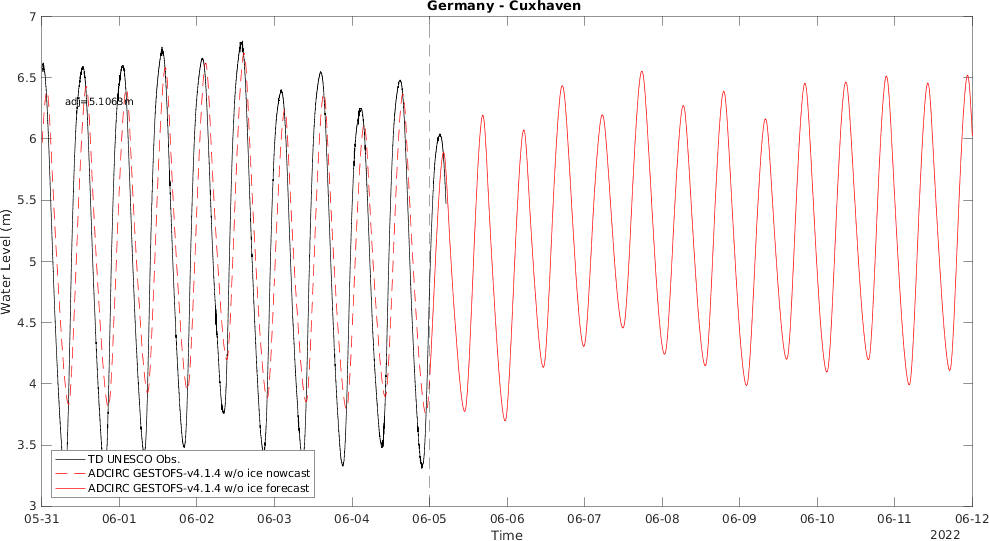 Germany - Cuxhaven
7
6.5
6
5.5
5
4.5
4
3.5
3
Water Level (m)
adj=5.1063m
TD UNESCO Obs.
ADCIRC GESTOFS-v4.1.4 w/o ice nowcast
ADCIRC GESTOFS-v4.1.4 w/o ice forecast
05-31 06-01 06-02 06-03 06-04 06-05 06-06 06-07 06-08 06-09 06-10 06-11 06-12
Time
2022